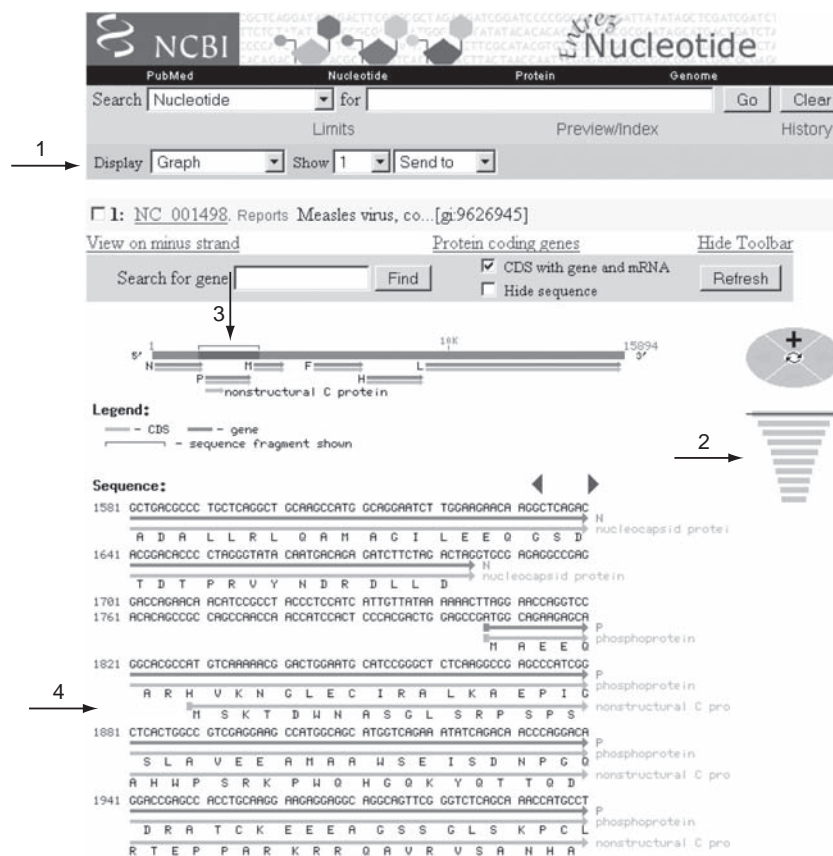 NCBI
Entrez Nucleotide
PubMed Nucleotide Protein Genome
Search Nucleotide for Go Clear
Limits Preview/Index History
1
Display Graph Show 1 Send to
1: NC_001498. Reports Measles virus, co...[gi:9626945]
View on minus strand Protein coding genes Hide Toolbar
Search for gene Find CDS with gene and mRNA Refresh
Hide sequence
3
1 10K 15894
5' 3'
N M F L
P H
nonstructural C protein
Legend:
- CDS - gene
- sequence fragment shown
2
Sequence:
1581 GCTGACGCCC TGCTCAGGCT GCAAGCCATG GCAGGAATCT TGGAAGAACA AGGCTCAGAC
N
nucleocapsid protei
A D A L L R L Q A M A G I L E E Q G S D
1641 ACGGACACCC CTAGGGTATA CAATGACAGA GATCTTCTAG ACTAGGTGCG AGAGGCCGAG
N
nucleocapsid protein
T D T P R V Y N D R D L L D
1701 GACCAGAACA ACATCCGCCT ACCCTCCATC ATTGTTATAA AAAACTTAGG AACCAGGTCC
1761 ACACAGCCGC CAGCCAACCA ACCATCCACT CCCACGACTG GAGCCGATGG CAGAAGAGCA
P
phosphoprotein
M A E E Q
1821 GGCACGCCAT GTCAAAAACG GACTGGAATG CATCCGGGCT CTCAAGGCCG AGCCCATCGG
P
phosphoprotein
A R H V K N G L E C I R A L K A E P I G
4
nonstructural C pro
M S K T D W N A S G L S R P S P S
1881 CTCACTGGCC GTCGAGGAAG CCATGGCAGC ATGGTCAGAA ATATCAGACA ACCCAGGACA
P
phosphoprotein
S L A V E E A M A A W S E I S D N P G Q
nonstructural C pro
A H W P S R K P W Q H G Q K Y Q T T Q D
1941 GGACCGAGCC ACCTGCAAGG AAGAGGAGGC AGGCAGTTCG GGTCTCAGCA AACCATGCCT
P
phosphoprotein
D R A T C K E E E A G S S G L S K P C L
nonstructural C pro
R T E P P A R K R R Q A V R V S A N H A